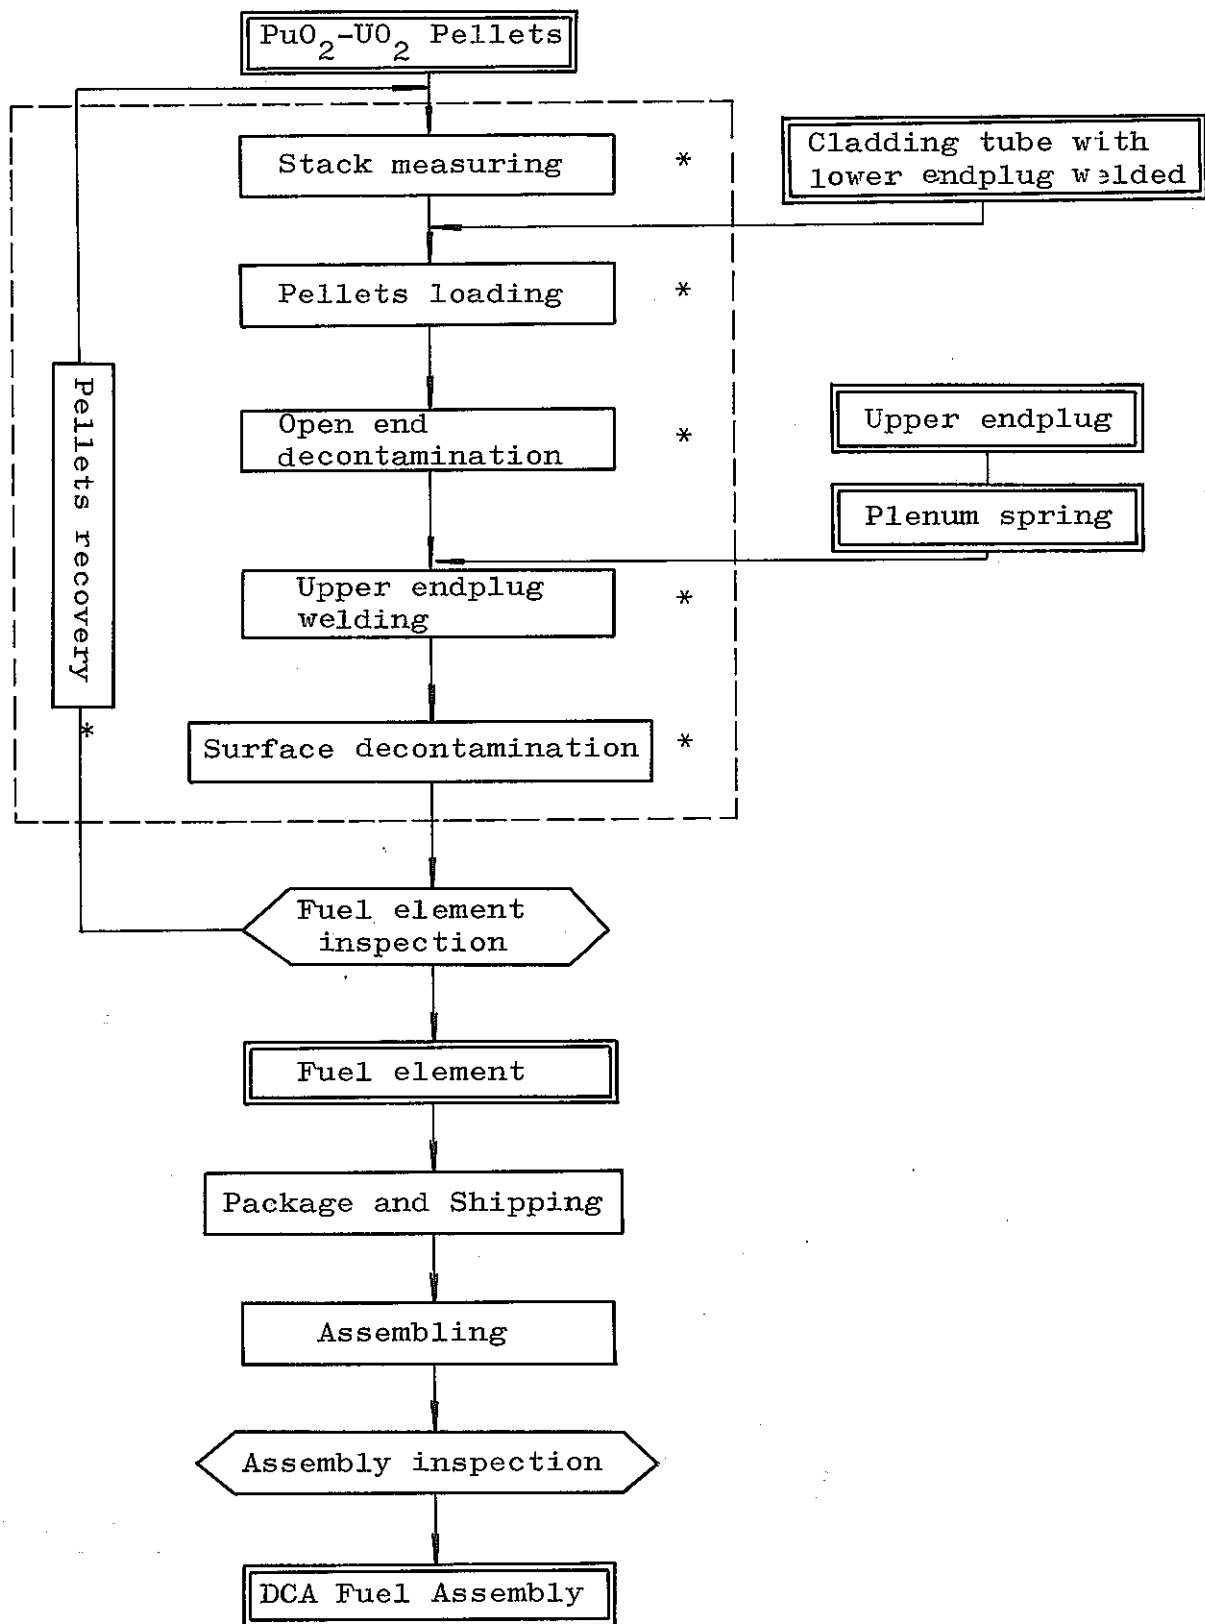 PuO₂-UO₂ Pellets
Stack measuring *
Cladding tube with
lower endplug welded
Pellets loading *
Pellets recovery *
Open end
decontamination *
Upper endplug
Plenum spring
Upper endplug
welding *
Surface decontamination *
Fuel element
inspection
Fuel element
Package and Shipping
Assembling
Assembly inspection
DCA Fuel Assembly